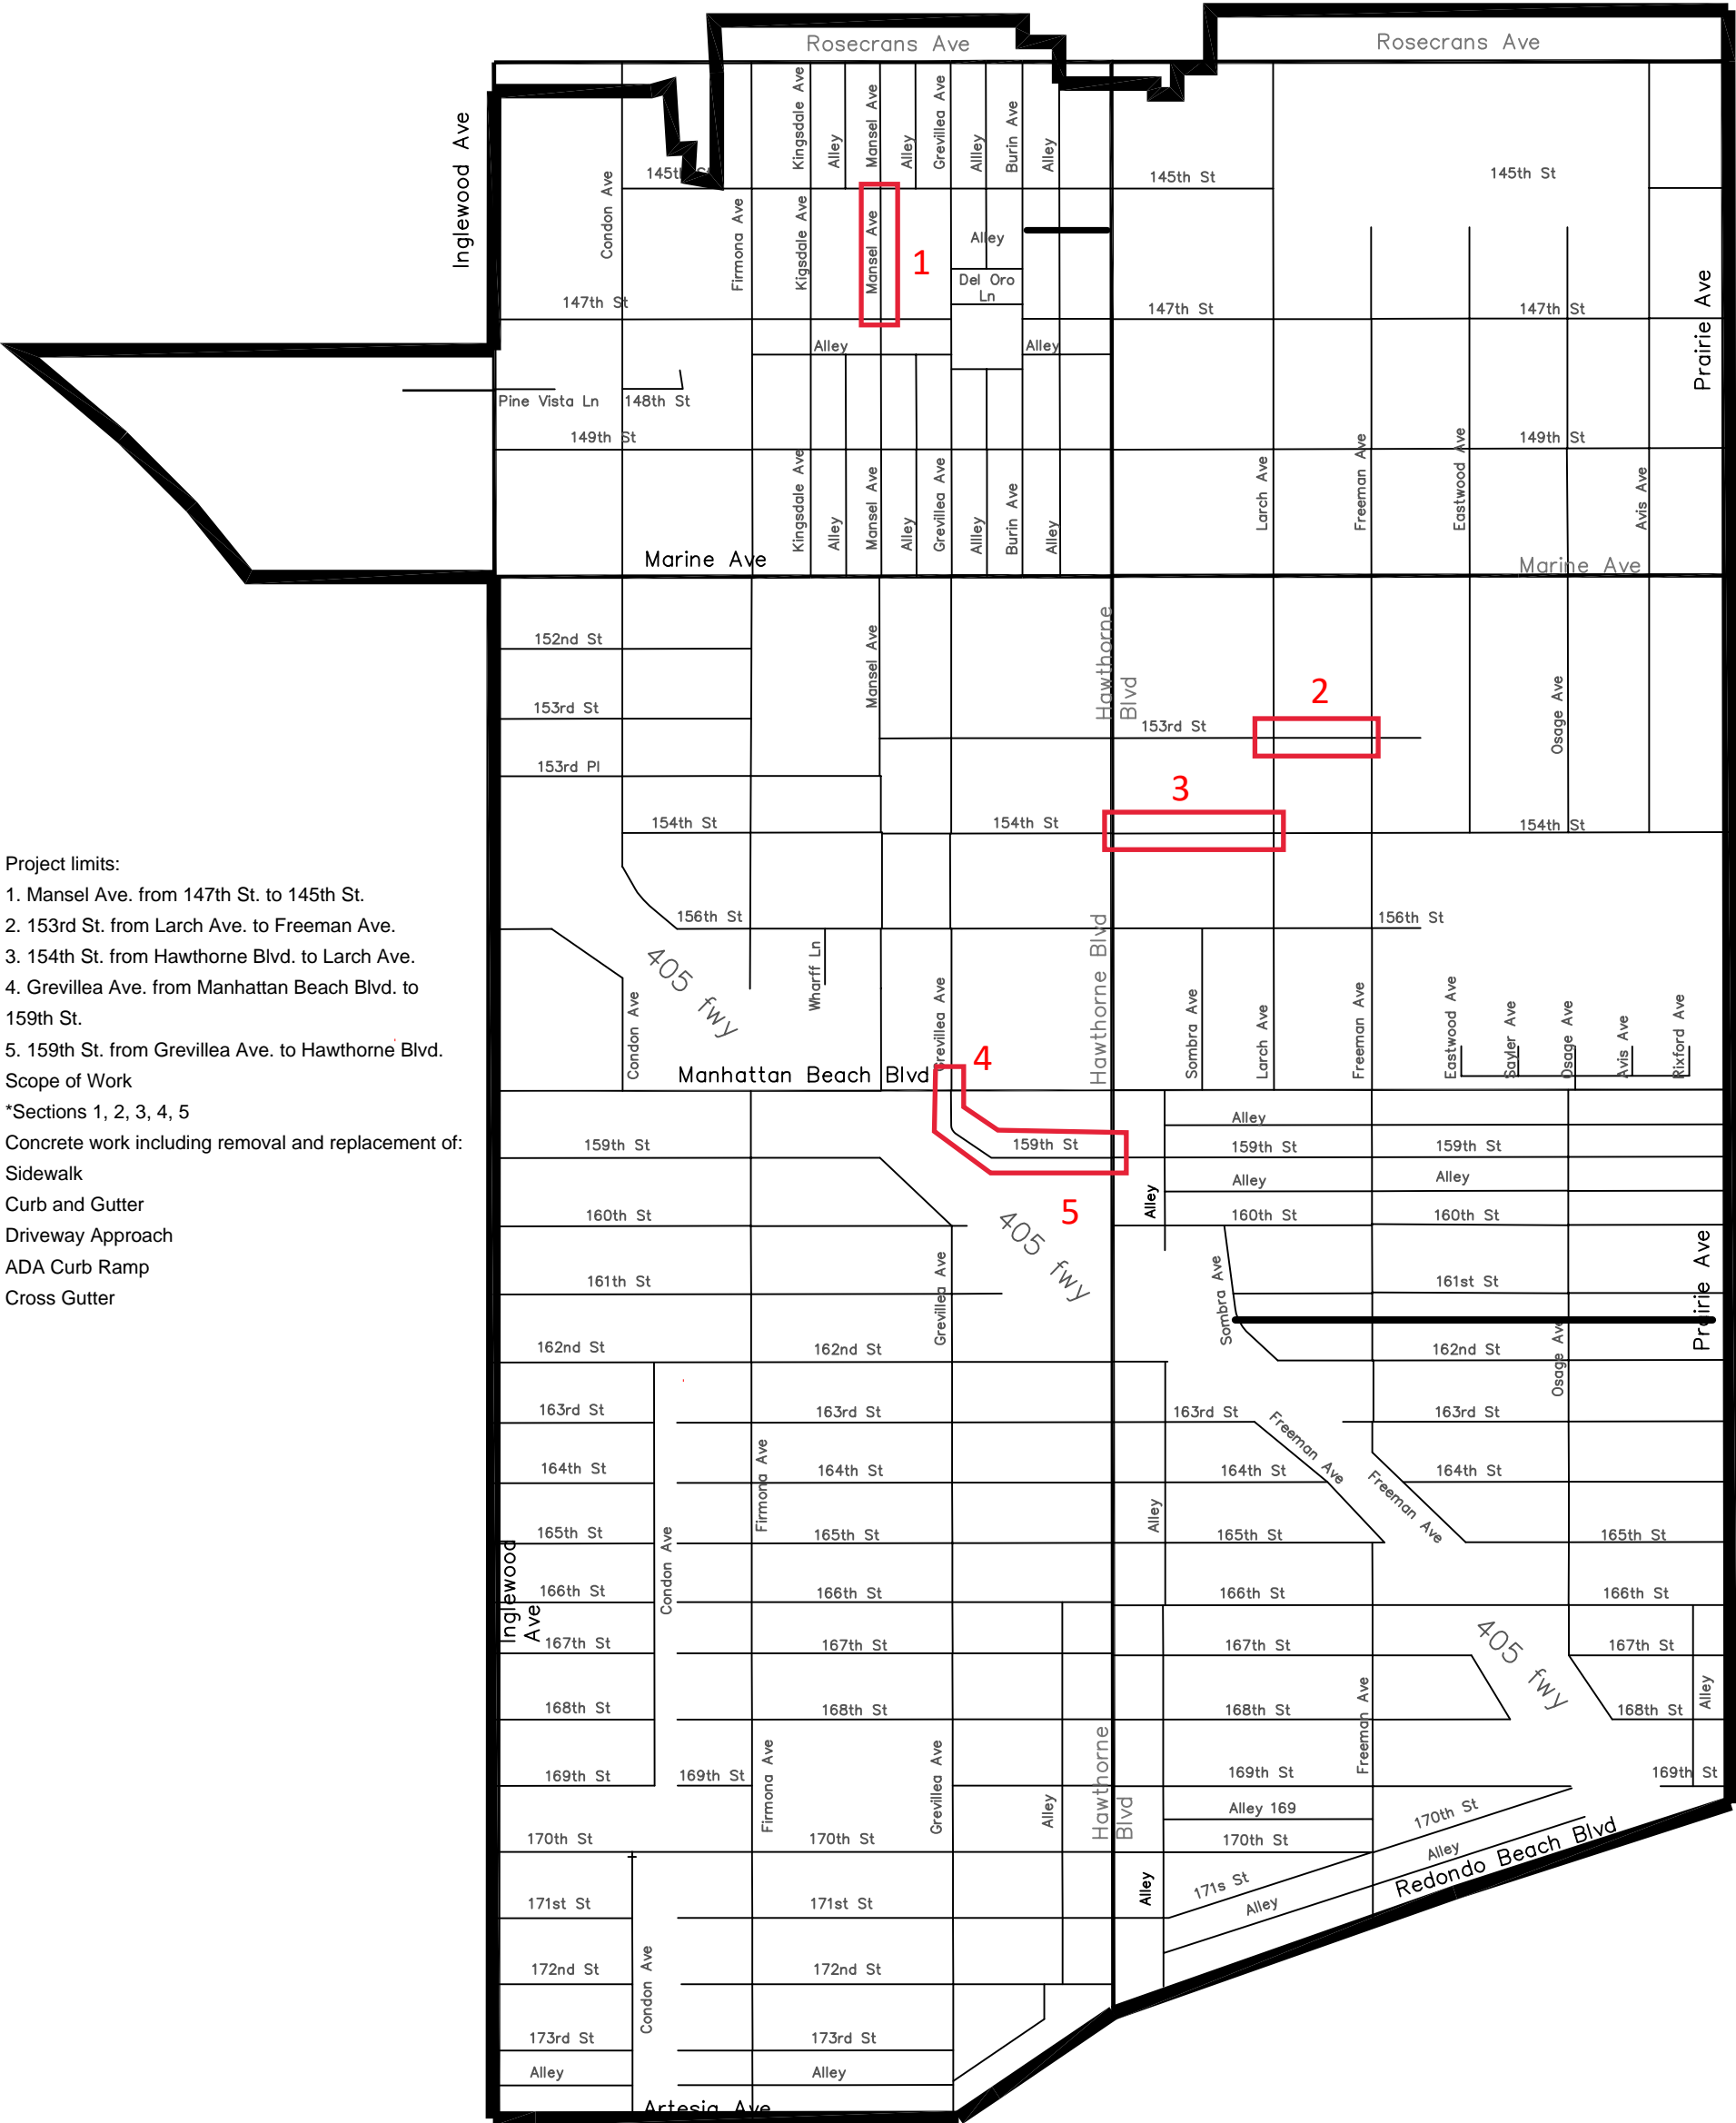 Rosecrans Ave
Rosecrans Ave
Inglewood Ave
Condon Ave
145th St
Firmona Ave
Kingsdale Ave
Alley
Mansel Ave
Alley
Grevillea Ave
Allley
Burin Ave
Alley
145th St
145th St
Kigsdale Ave
Mansel Ave
1
Alley
Del Oro
Ln
147th St
147th St
147th St
Prairie Ave
Alley
Alley
Pine Vista Ln
148th St
149th St
149th St
Kingsdale Ave
Alley
Mansel Ave
Alley
Grevillea Ave
Allley
Burin Ave
Alley
Larch Ave
Freeman Ave
Eastwood Ave
Avis Ave
Marine Ave
Marine Ave
152nd St
Mansel Ave
Hawthorne
Blvd
2
153rd St
153rd St
Osage Ave
153rd Pl
3
154th St
154th St
154th St
Project limits:
1. Mansel Ave. from 147th St. to 145th St.
2. 153rd St. from Larch Ave. to Freeman Ave.
3. 154th St. from Hawthorne Blvd. to Larch Ave.
4. Grevillea Ave. from Manhattan Beach Blvd. to
159th St.
5. 159th St. from Grevillea Ave. to Hawthorne Blvd.
Scope of Work
*Sections 1, 2, 3, 4, 5
Concrete work including removal and replacement of:
Sidewalk
Curb and Gutter
Driveway Approach
ADA Curb Ramp
Cross Gutter
156th St
156th St
405 fwy
Wharff Ln
Condon Ave
Grevillea Ave
Hawthorne Blvd
Sombra Ave
Larch Ave
Freeman Ave
Eastwood Ave
Sayler Ave
Osage Ave
Avis Ave
Rixford Ave
4
Manhattan Beach Blvd
Alley
159th St
159th St
159th St
159th St
Alley
Alley
Alley
5
160th St
160th St
160th St
405 fwy
Grevillea Ave
Sombra Ave
161th St
161st St
Prairie Ave
162nd St
162nd St
162nd St
Osage Ave
163rd St
163rd St
163rd St
163rd St
Freeman Ave
Freeman Ave
Firmona Ave
164th St
164th St
164th St
164th St
Alley
165th St
165th St
165th St
165th St
Inglewood
Ave
Condon Ave
166th St
166th St
166th St
166th St
405 fwy
167th St
167th St
167th St
167th St
168th St
168th St
168th St
168th St
Freeman Ave
Alley
Firmona Ave
Grevillea Ave
Alley
Hawthorne
Blvd
169th St
169th St
169th St
169th St
Alley 169
170th St
170th St
170th St
170th St
Alley
Redondo Beach Blvd
Alley
171s St
Alley
171st St
171st St
Condon Ave
172nd St
172nd St
173rd St
173rd St
Alley
Alley
Artesia Ave